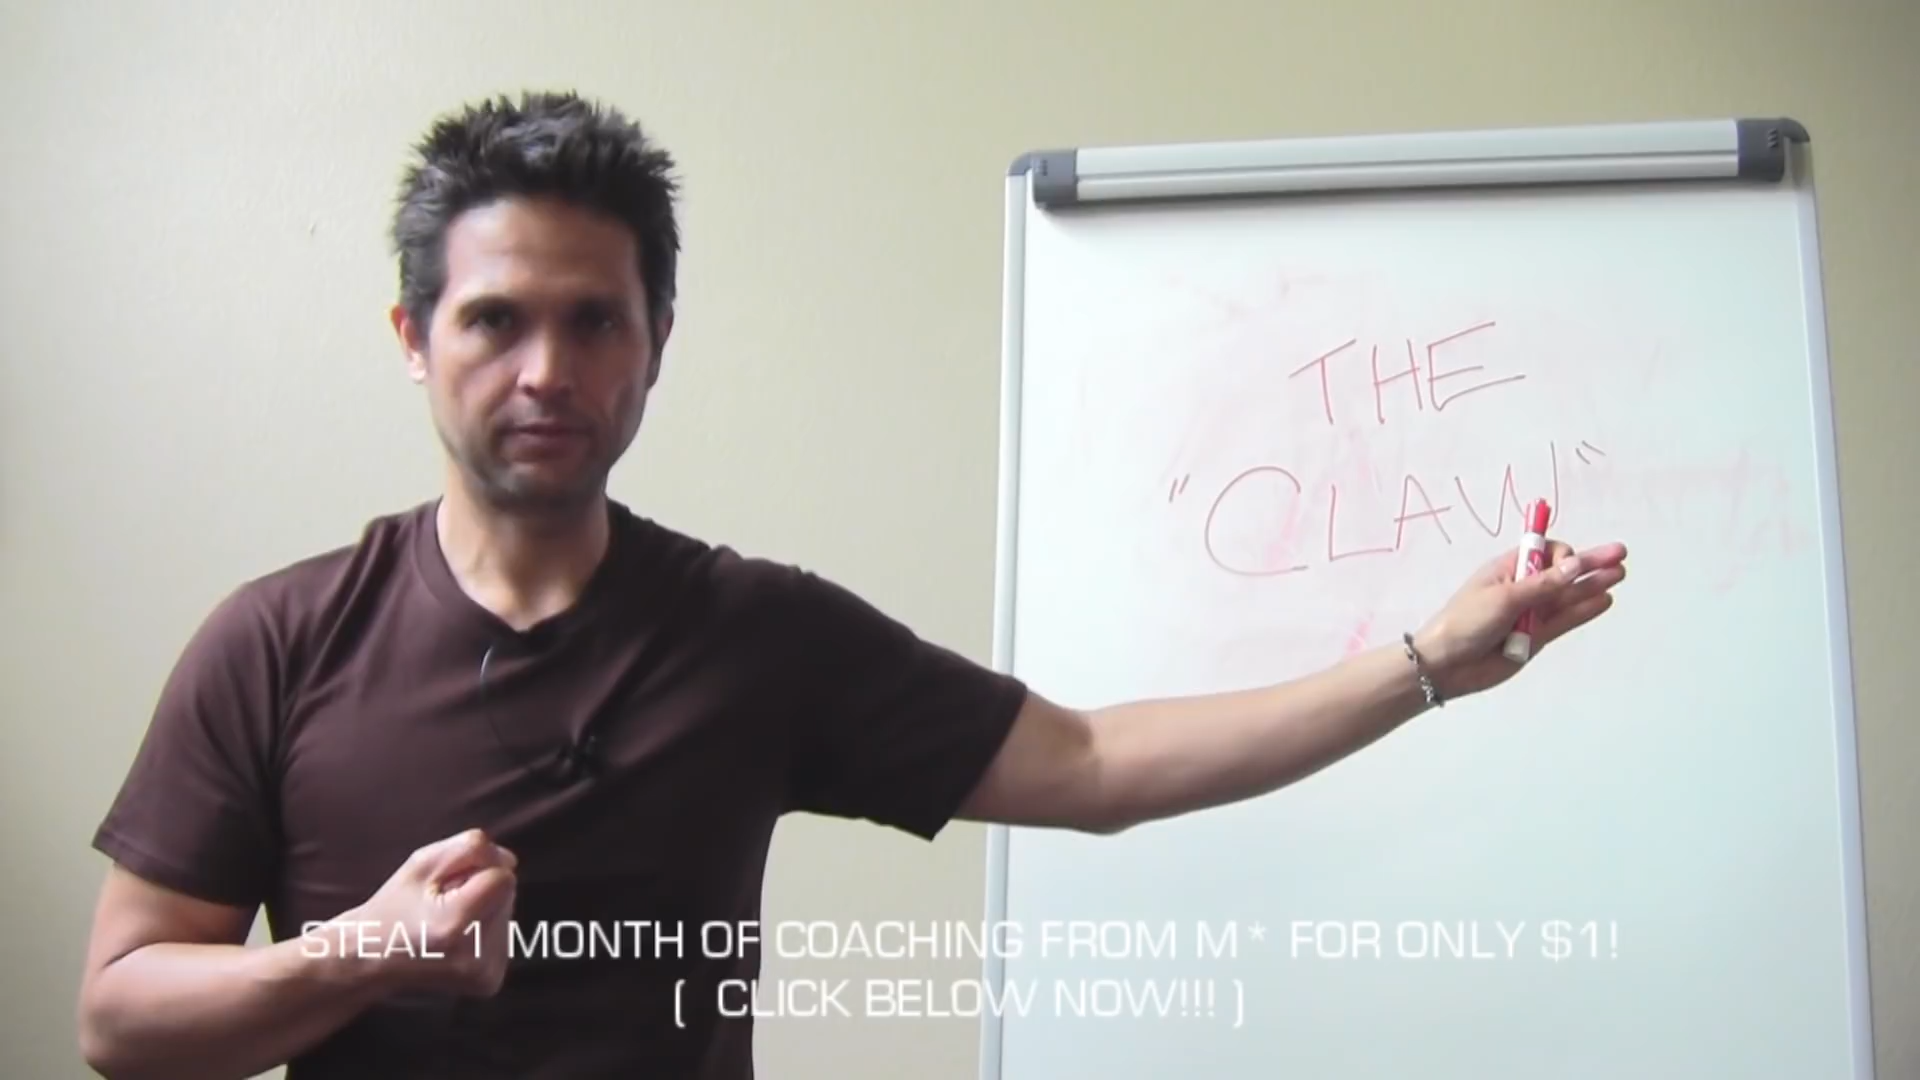 THE
"CLAW"
STEAL 1 MONTH OF COACHING FROM M* FOR ONLY $1!
( CLICK BELOW NOW!!! )